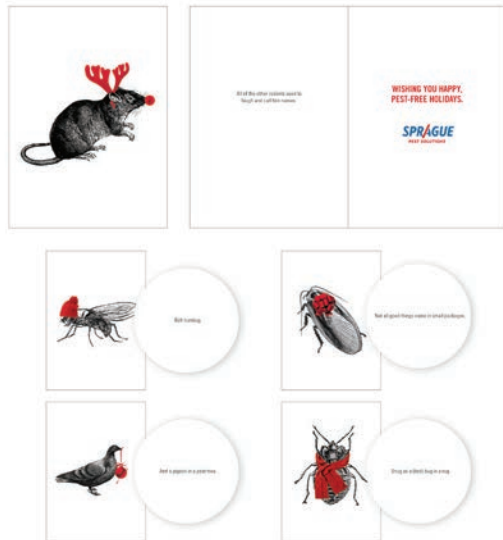 All of the other rodents used to
laugh and call him names.
WISHING YOU HAPPY,
PEST-FREE HOLIDAYS.
SPRAGUE
PEST SOLUTIONS
Bah humbug.
Not all good things come in small packages.
And a pigeon in a pear tree.
Snug as a (bed) bug in a rug.